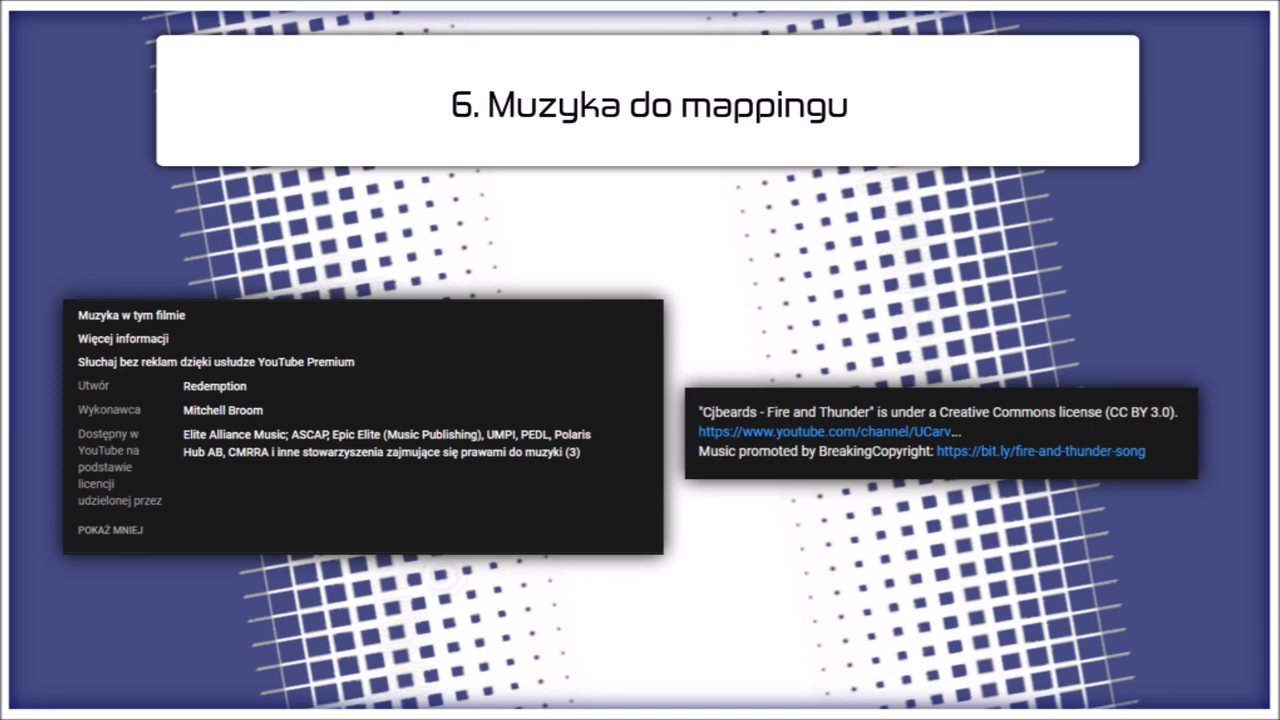 6. Muzyka do mappingu
Muzyka w tym filmie
Więcej informacji
Słuchaj bez reklam dzięki usłudze YouTube Premium
Utwór Redemption
Wykonawca Mitchell Broom
Dostępny w Elite Alliance Music; ASCAP, Epic Elite (Music Publishing), UMPI, PEDL, Polaris
YouTube na Hub AB, CMRRA i inne stowarzyszenia zajmujące się prawami do muzyki (3)
podstawie
licencji
udzielonej przez
POKAŻ MNIEJ
"Cjbeards - Fire and Thunder" is under a Creative Commons license (CC BY 3.0).
https://www.youtube.com/channel/UCarv...
Music promoted by BreakingCopyright: https://bit.ly/fire-and-thunder-song